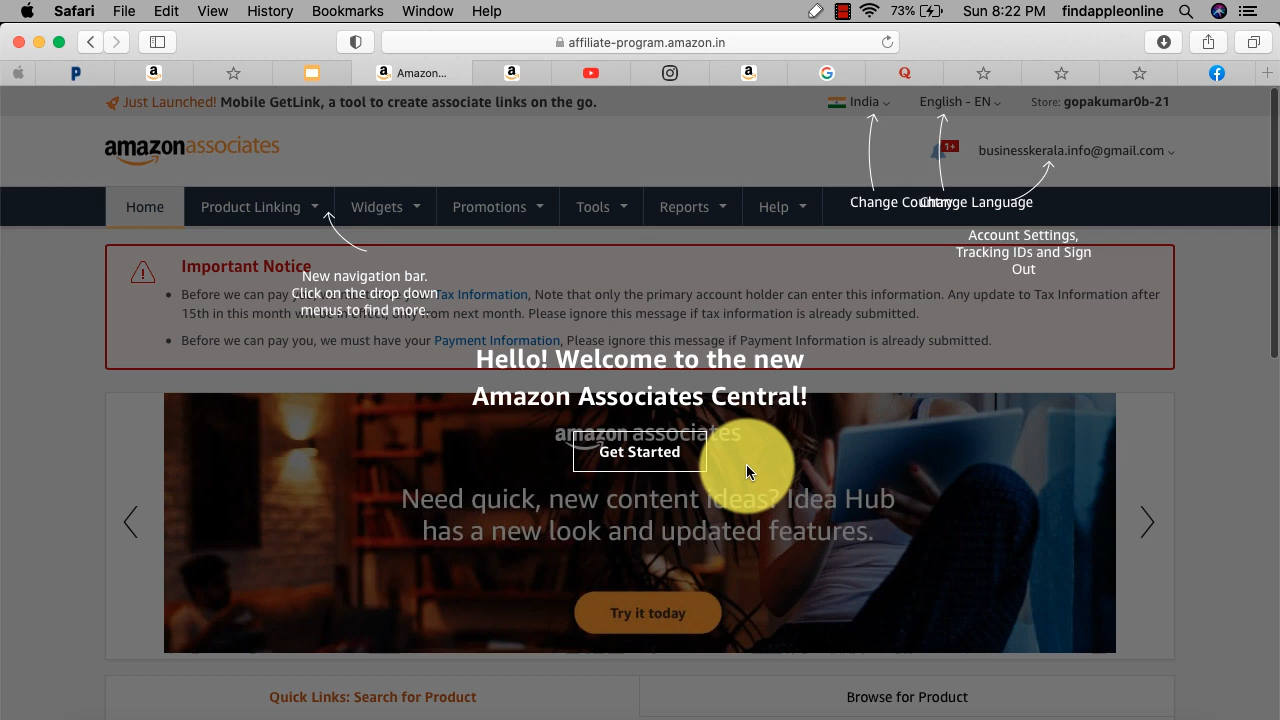 Safari File Edit View History Bookmarks Window Help 73% Sun 8:22 PM findappleonline
affiliate-program.amazon.in
Amazon...
Just Launched! Mobile GetLink, a tool to create associate links on the go. India English - EN Store: gopakumar0b-21
amazonassociates 1+ businesskerala.info@gmail.com
Home Product Linking Widgets Promotions Tools Reports Help
Change Country Change Language
Account Settings,
Tracking IDs and Sign
Out
Important Notice
New navigation bar.
Click on the drop down
menus to find more.
Before we can pay Tax Information, Note that only the primary account holder can enter this information. Any update to Tax Information after
15th in this month will be in effect, only from next month. Please ignore this message if tax information is already submitted.
Before we can pay you, we must have your Payment Information, Please ignore this message if Payment Information is already submitted.
Hello! Welcome to the new
Amazon Associates Central!
amazon associates
Get Started
Need quick, new content ideas? Idea Hub
has a new look and updated features.
Try it today
Quick Links: Search for Product Browse for Product